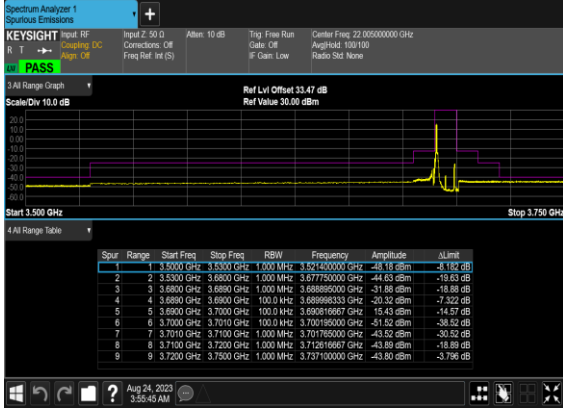 Spectrum Analyzer 1
Spurious Emissions
+
KEYSIGHT Input: RF Input Z: 50 Ω Atten: 10 dB Trig: Free Run Center Freq: 22.005000000 GHz
R T Coupling: DC Corrections: Off Gate: Off Avg|Hold: 100/100
Align: Off Freq Ref: Int (S) IF Gain: Low Radio Std: None
PASS
3 All Range Graph
Ref Lvl Offset 33.47 dB
Scale/Div 10.0 dB Ref Value 30.00 dBm
20.0
10.0
0.00
-10.0
-20.0
-30.0
-40.0
-50.0
-60.0
Start 3.500 GHz Stop 3.750 GHz
4 All Range Table
Spur Range Start Freq Stop Freq RBW Frequency Amplitude ΔLimit
1 1 3.5000 GHz 3.5300 GHz 1.000 MHz 3.521400000 GHz -48.18 dBm -8.182 dB
2 2 3.5300 GHz 3.6800 GHz 1.000 MHz 3.677750000 GHz -44.63 dBm -19.63 dB
3 3 3.6800 GHz 3.6890 GHz 1.000 MHz 3.688895000 GHz -31.88 dBm -18.88 dB
4 4 3.6890 GHz 3.6900 GHz 100.0 kHz 3.689998333 GHz -20.32 dBm -7.322 dB
5 5 3.6900 GHz 3.7000 GHz 100.0 kHz 3.690816667 GHz 15.43 dBm -14.57 dB
6 6 3.7000 GHz 3.7010 GHz 100.0 kHz 3.700195000 GHz -51.52 dBm -38.52 dB
7 7 3.7010 GHz 3.7100 GHz 1.000 MHz 3.701765000 GHz -43.52 dBm -30.52 dB
8 8 3.7100 GHz 3.7200 GHz 1.000 MHz 3.712616667 GHz -43.89 dBm -18.89 dB
9 9 3.7200 GHz 3.7500 GHz 1.000 MHz 3.737100000 GHz -43.80 dBm -3.796 dB
? Aug 24, 2023
3:55:45 AM